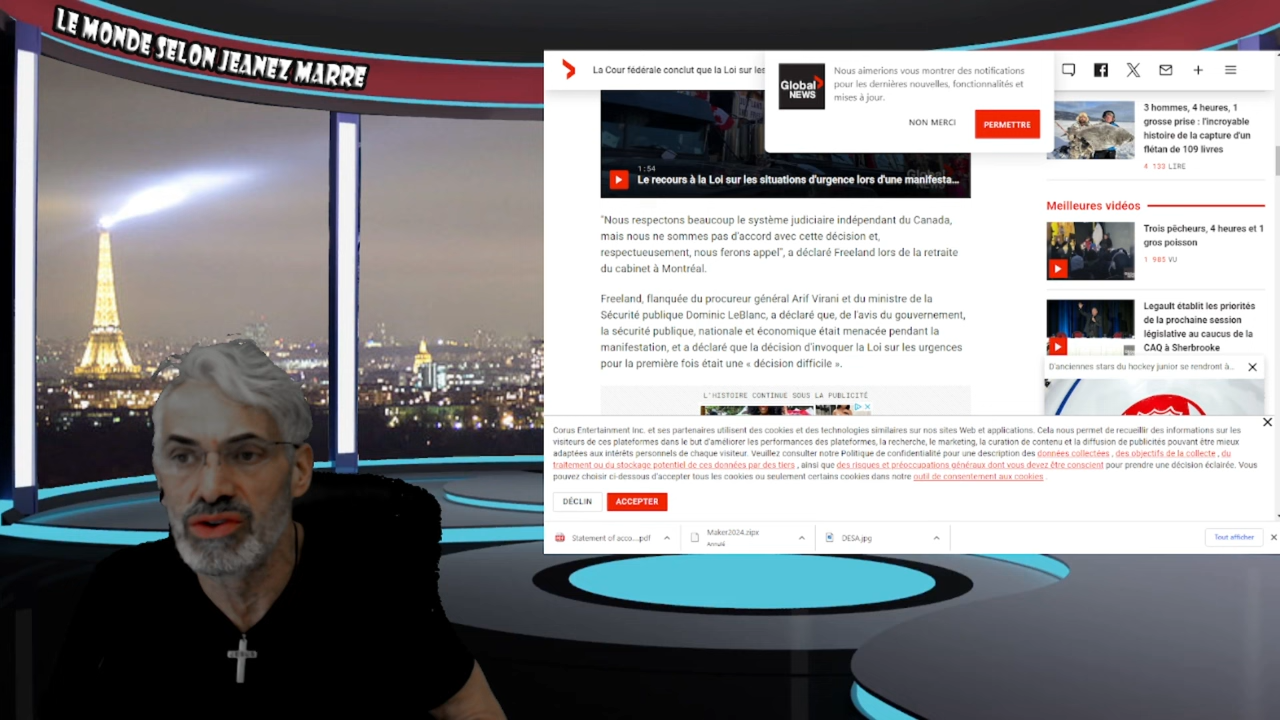 LE MONDE SELON JEANEZ MARRE
La Cour fédérale conclut que la Loi sur les
Global
NEWS
Nous aimerions vous montrer des notifications
pour les dernières nouvelles, fonctionnalités et
mises à jour.
NON MERCI
PERMETTRE
1:54
Le recours à la Loi sur les situations d'urgence lors d'une manifesta...
"Nous respectons beaucoup le système judiciaire indépendant du Canada,
mais nous ne sommes pas d'accord avec cette décision et,
respectueusement, nous ferons appel", a déclaré Freeland lors de la retraite
du cabinet à Montréal.
Freeland, flanquée du procureur général Arif Virani et du ministre de la
Sécurité publique Dominic LeBlanc, a déclaré que, de l'avis du gouvernement,
la sécurité publique, nationale et économique était menacée pendant la
manifestation, et a déclaré que la décision d'invoquer la Loi sur les urgences
pour la première fois était une « décision difficile ».
L'HISTOIRE CONTINUE SOUS LA PUBLICITÉ
3 hommes, 4 heures, 1
grosse prise : l'incroyable
histoire de la capture d'un
flétan de 109 livres
4 133 LIRE
Meilleures vidéos
Trois pêcheurs, 4 heures et 1
gros poisson
1 985 VU
Legault établit les priorités
de la prochaine session
législative au caucus de la
CAQ à Sherbrooke
D'anciennes stars du hockey junior se rendront à...
Corus Entertainment Inc. et ses partenaires utilisent des cookies et des technologies similaires sur nos sites Web et applications. Cela nous permet de recueillir des informations sur les
visiteurs de ces plateformes dans le but d'améliorer les performances des plateformes, la recherche, le marketing, la curation de contenu et la diffusion de publicités pouvant être mieux
adaptées aux intérêts personnels de chaque visiteur. Veuillez consulter notre Politique de confidentialité pour une description des données collectées , des objectifs de la collecte , du
traitement ou du stockage potentiel de ces données par des tiers , ainsi que des risques et préoccupations généraux dont vous devez être conscient pour prendre une décision éclairée. Vous
pouvez choisir ci-dessous d'accepter tous les cookies ou seulement certains cookies dans notre outil de consentement aux cookies .
DÉCLIN
ACCEPTER
Statement of acco....pdf
Maker2024.zipx
Annulé
DESA.jpg
Tout afficher
JESUS